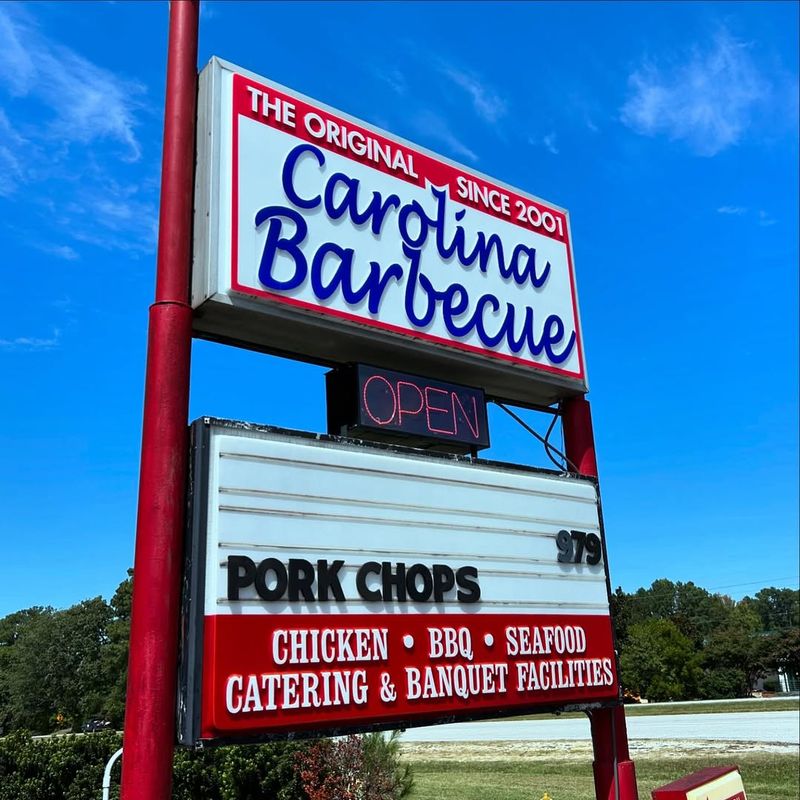 THE ORIGINAL SINCE 2001
Carolina
Barbecue
OPEN
979
PORK CHOPS
CHICKEN • BBQ • SEAFOOD
CATERING & BANQUET FACILITIES